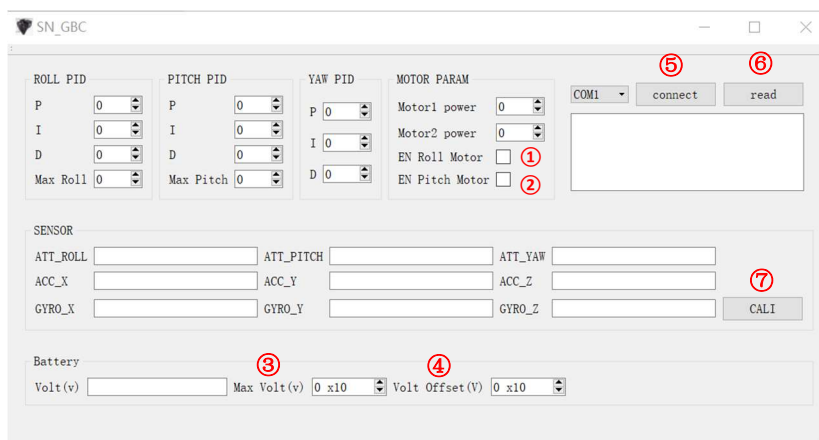 SN_GBC
ROLL PID
P 0
I 0
D 0
Max Roll 0
PITCH PID
P 0
I 0
D 0
Max Pitch 0
YAW PID
P 0
I 0
D 0
MOTOR PARAM
Motor1 power 0
Motor2 power 0
EN Roll Motor ①
EN Pitch Motor ②
⑤ ⑥
COM1 connect read
SENSOR
ATT_ROLL ATT_PITCH ATT_YAW
ACC_X ACC_Y ACC_Z ⑦
GYRO_X GYRO_Y GYRO_Z CALI
Battery
③ ④
Volt(v) Max Volt(v) 0 x10 Volt Offset(V) 0 x10